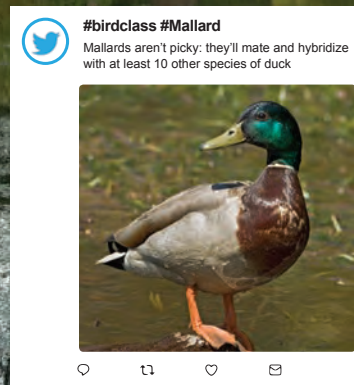 #birdclass #Mallard
Mallards aren’t picky: they’ll mate and hybridize
with at least 10 other species of duck